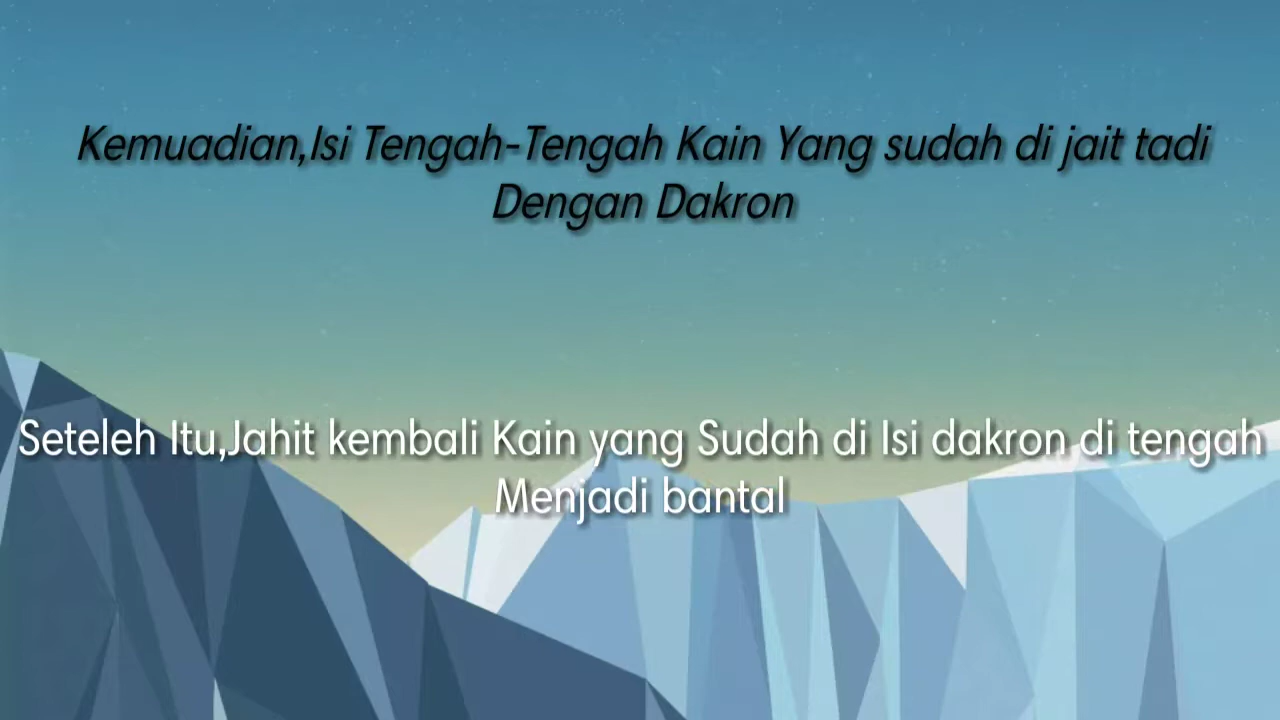 Kemuadian,Isi Tengah-Tengah Kain Yang sudah di jait tadi
Dengan Dakron
Seteleh Itu,Jahit kembali Kain yang Sudah di Isi dakron di tengah
Menjadi bantal